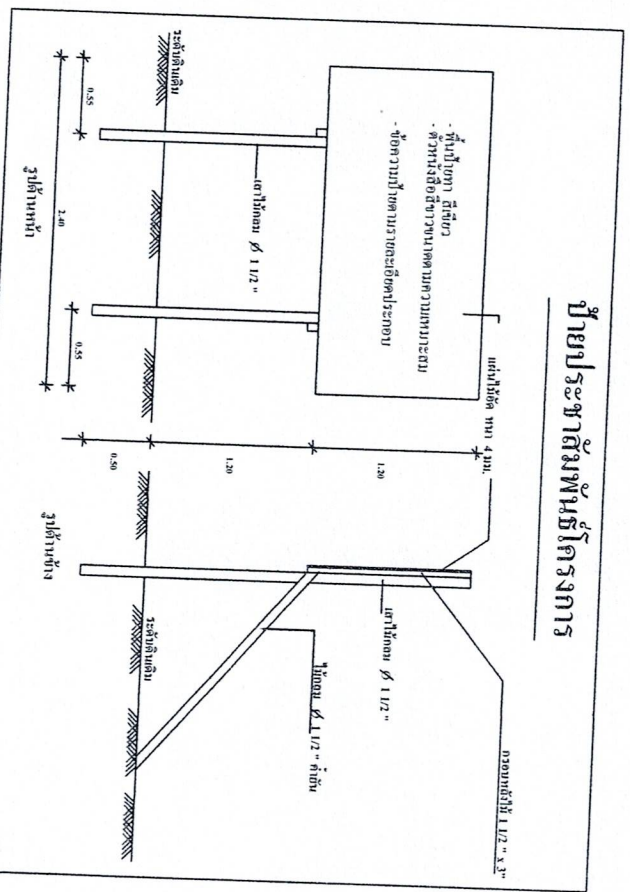 ป้ายประชาสัมพันธ์โครงการ
- พื้นป้ายทา สีเขียว
- ตัวหนังสือสีขาวขนาดตามความเหมาะสม
- ข้อความป้ายตามรายละเอียดประกอบ
แผ่นไม้อัด หนา 4 มม.
กรอบหลังไม้ 1 1/2 " x 3"
เสาไม้กลม Ø 1 1/2 "
เสาไม้กลม Ø 1 1/2 "
ไม้กลม Ø 1 1/2 " ค้ำยัน
ระดับดินเดิม
ระดับดินเดิม
1.20
1.20
0.50
0.55
0.55
2.40
รูปด้านหน้า
รูปด้านข้าง